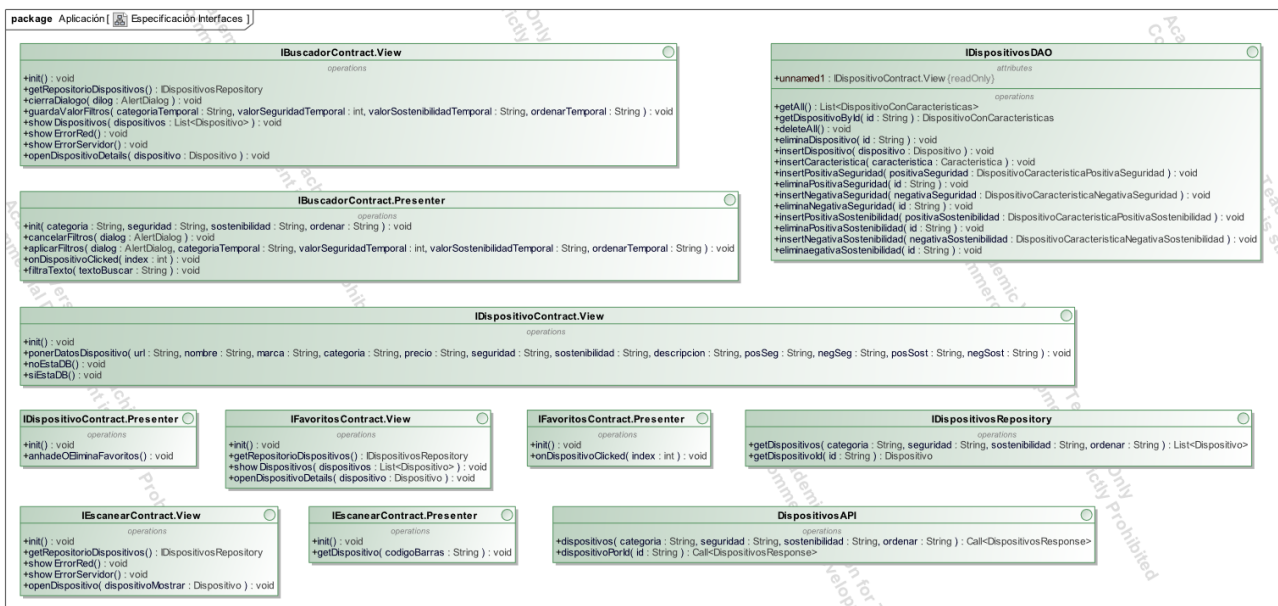 package Aplicación [ Especificación Interfaces ]
IBuscadorContract.View
operations
+init() : void
+getRepositorioDispositivos() : IDispositivosRepository
+cierraDialogo( dilog : AlertDialog ) : void
+guardaValorFiltros( categoriaTemporal : String, valorSeguridadTemporal : int, valorSostenibilidadTemporal : String, ordenarTemporal : String ) : void
+showDispositivos( dispositivos : List<Dispositivo> ) : void
+showErrorRed() : void
+showErrorServidor() : void
+openDispositivoDetails( dispositivo : Dispositivo ) : void
IDispositivosDAO
attributes
+unnamed1 : IDispositivoContract.View{readOnly}
operations
+getAll() : List<DispositivoConCaracteristicas>
+getDispositivoById( id : String ) : DispositivoConCaracteristicas
+deleteAll() : void
+eliminaDispositivo( id : String ) : void
+insertDispositivo( dispositivo : Dispositivo ) : void
+insertCaracteristica( caracteristica : Caracteristica ) : void
+insertPositivaSeguridad( positivaSeguridad : DispositivoCaracteristicaPositivaSeguridad ) : void
+eliminaPositivaSeguridad( id : String ) : void
+insertNegativaSeguridad( negativaSeguridad : DispositivoCaracteristicaNegativaSeguridad ) : void
+eliminaNegativaSeguridad( id : String ) : void
+insertPositivaSostenibilidad( positivaSostenibilidad : DispositivoCaracteristicaPositivaSostenibilidad ) : void
+eliminaPositivaSostenibilidad( id : String ) : void
+insertNegativaSostenibilidad( negativaSostenibilidad : DispositivoCaracteristicaNegativaSostenibilidad ) : void
+eliminaegativaSostenibilidad( id : String ) : void
IBuscadorContract.Presenter
operations
+init( categoria : String, seguridad : String, sostenibilidad : String, ordenar : String ) : void
+cancelarFiltros( dialog : AlertDialog ) : void
+aplicarFiltros( dialog : AlertDialog, categoriaTemporal : String, valorSeguridadTemporal : int, valorSostenibilidadTemporal : String, ordenarTemporal : String ) : void
+onDispositivoClicked( index : int ) : void
+filtraTexto( textoBuscar : String ) : void
IDispositivoContract.View
operations
+init() : void
+ponerDatosDispositivo( url : String, nombre : String, marca : String, categoria : String, precio : String, seguridad : String, sostenibilidad : String, descripcion : String, posSeg : String, negSeg : String, posSost : String, negSost : String ) : void
+noEstaDB() : void
+siEstaDB() : void
IDispositivoContract.Presenter
operations
+init() : void
+anhadeOEliminaFavoritos() : void
IFavoritosContract.View
operations
+init() : void
+getRepositorioDispositivos() : IDispositivosRepository
+showDispositivos( dispositivos : List<Dispositivo> ) : void
+openDispositivoDetails( dispositivo : Dispositivo ) : void
IFavoritosContract.Presenter
operations
+init() : void
+onDispositivoClicked( index : int ) : void
IDispositivosRepository
operations
+getDispositivos( categoria : String, seguridad : String, sostenibilidad : String, ordenar : String ) : List<Dispositivo>
+getDispositivoId( id : String ) : Dispositivo
IEscanearContract.View
operations
+init() : void
+getRepositorioDispositivos() : IDispositivosRepository
+showErrorRed() : void
+showErrorServidor() : void
+openDispositivo( dispositivoMostrar : Dispositivo ) : void
IEscanearContract.Presenter
operations
+init() : void
+getDispositivo( codigoBarras : String ) : void
DispositivosAPI
operations
+dispositivos( categoria : String, seguridad : String, sostenibilidad : String, ordenar : String ) : Call<DispositivosResponse>
+dispositivoPorId( id : String ) : Call<DispositivosResponse>